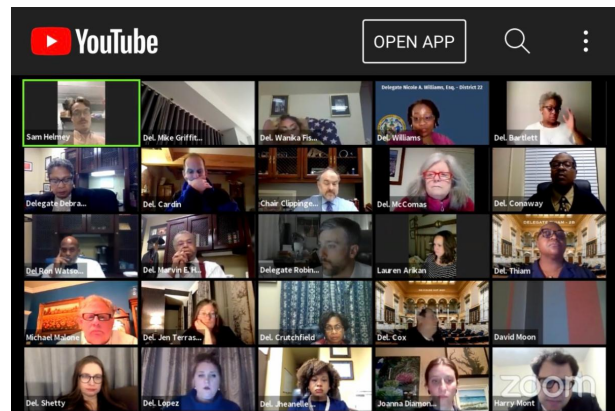 YouTube
OPEN APP
Sam Helmey
Del. Mike Griffit...
Del. Wanika Fis...
Delegate Nicole A. Williams, Esq. - District 22
Del. Williams
Del. Bartlett
Delegate Debra...
Del. Cardin
Chair Clippinge...
Del. McComas
Del. Conaway
Del Ron Watso...
Del. Marvin E. H...
Delegate Robin...
Lauren Arikan
Del. Thiam
Michael Malone
Del. Jen Terras...
Del. Crutchfield
Del. Cox
David Moon
Del. Shetty
Del. Lopez
Del. Jheanelle...
Joanna Diamon...
Harry Mont
zoom